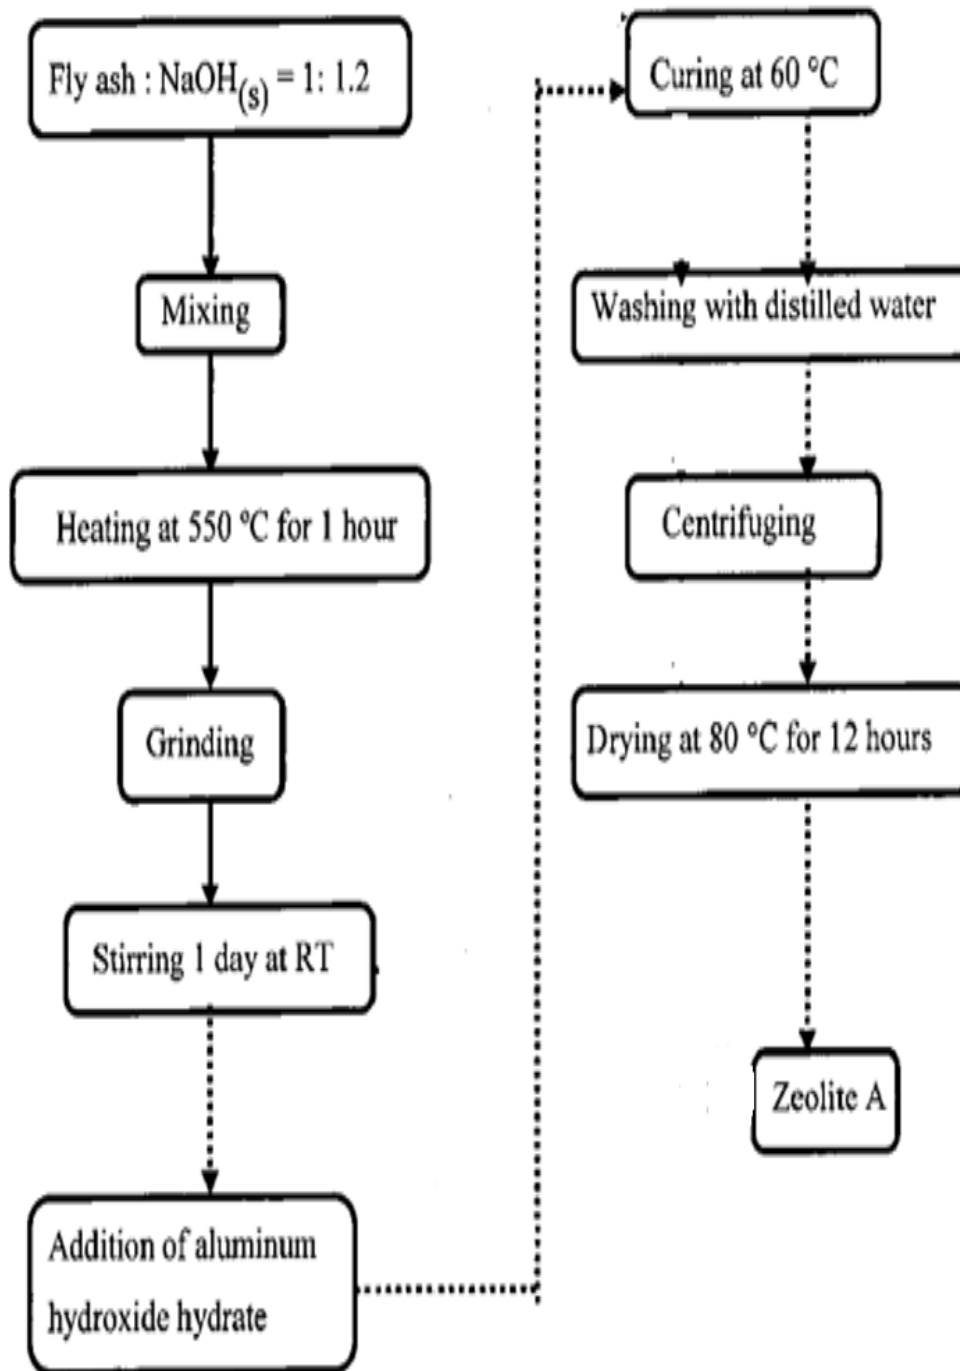 Fly ash : NaOH(s) = 1: 1.2
Mixing
Heating at 550 °C for 1 hour
Grinding
Stirring 1 day at RT
Addition of aluminum
hydroxide hydrate
Curing at 60 °C
Washing with distilled water
Centrifuging
Drying at 80 °C for 12 hours
Zeolite A